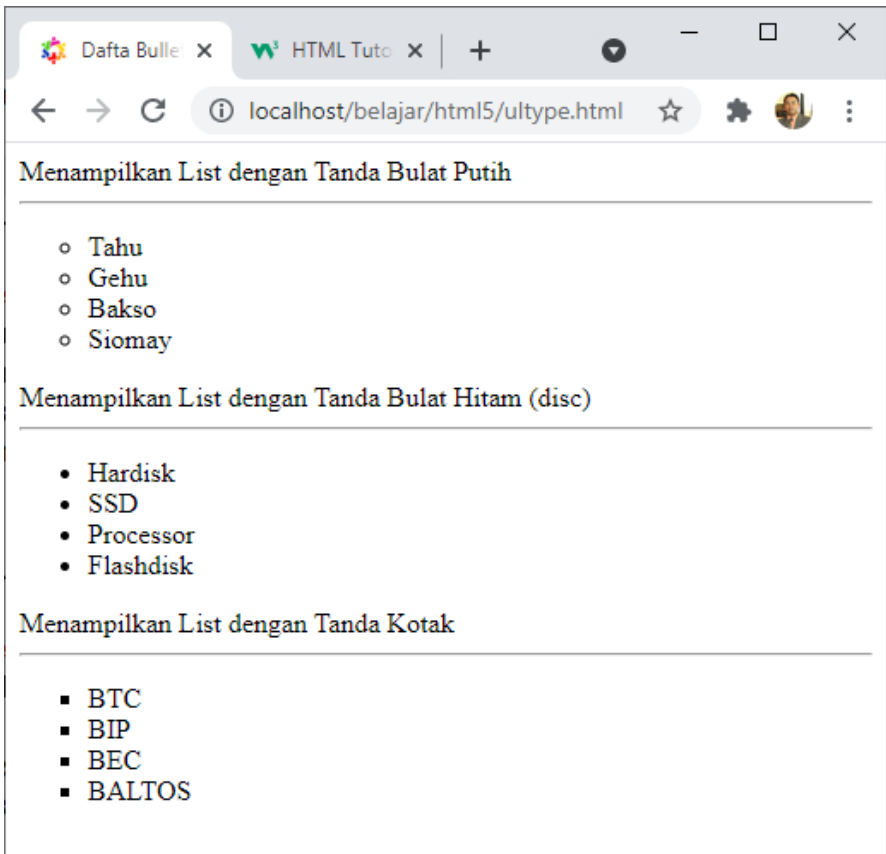 Dafta Bulle
HTML Tuto
localhost/belajar/html5/ultype.html
Menampilkan List dengan Tanda Bulat Putih
Tahu
Gehu
Bakso
Siomay
Menampilkan List dengan Tanda Bulat Hitam (disc)
Hardisk
SSD
Processor
Flashdisk
Menampilkan List dengan Tanda Kotak
BTC
BIP
BEC
BALTOS